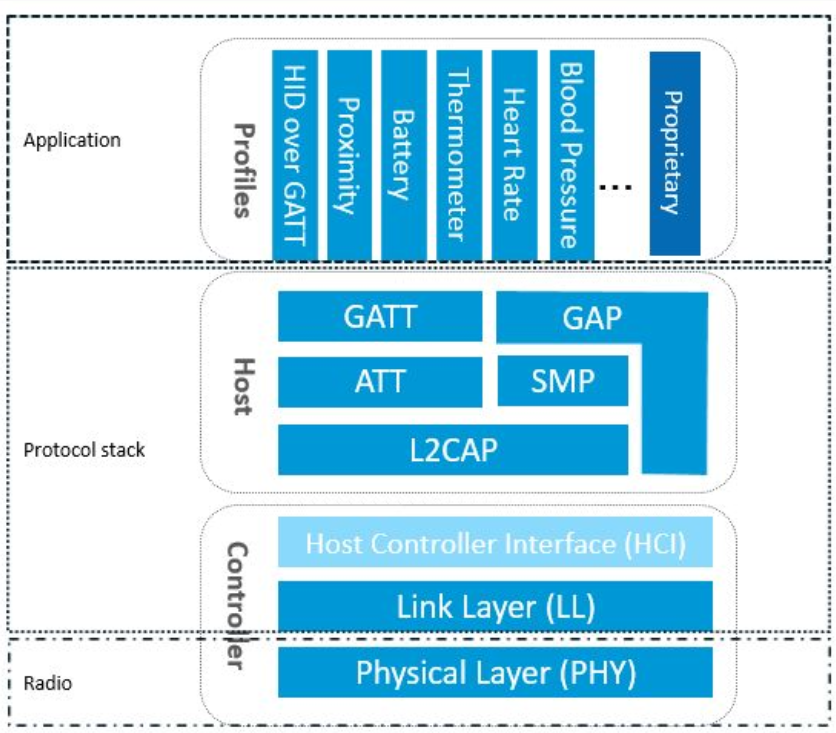 Application
Profiles
HID over GATT
Proximity
Battery
Thermometer
Heart Rate
Blood Pressure
...
Proprietary
Protocol stack
Host
GATT
GAP
ATT
SMP
L2CAP
Controller
Host Controller Interface (HCI)
Link Layer (LL)
Radio
Physical Layer (PHY)